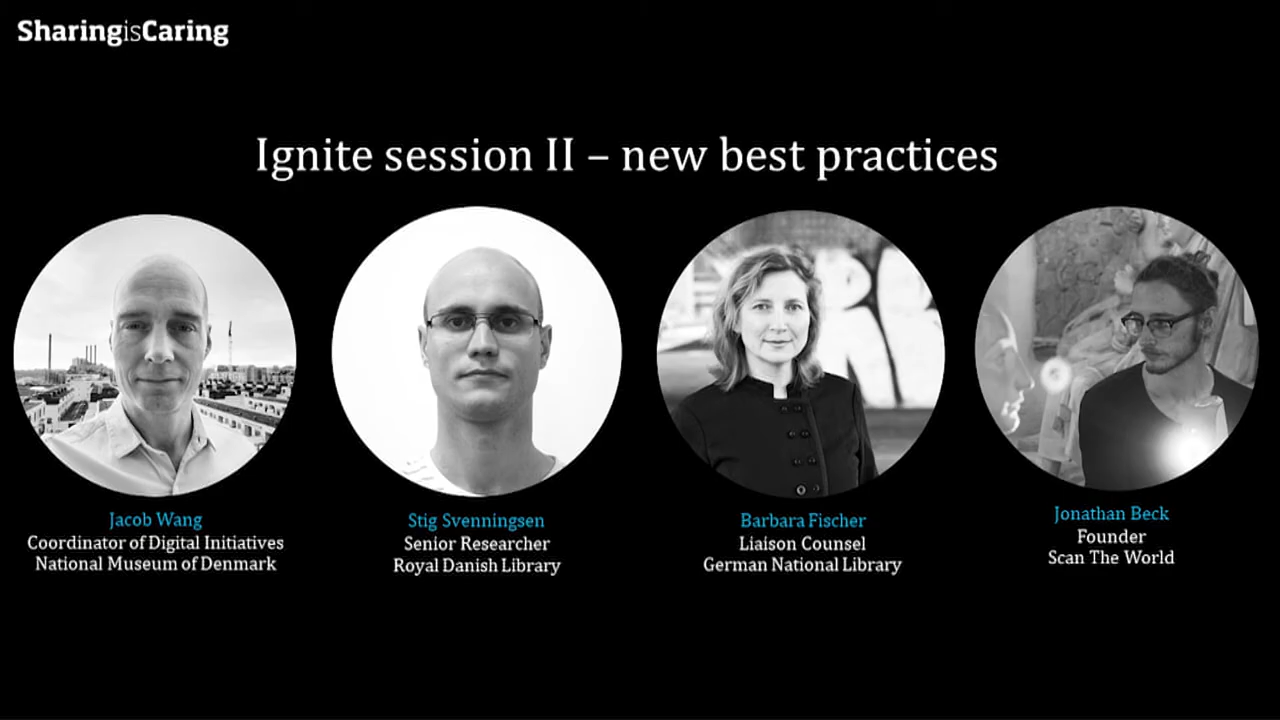 SharingisCaring
Ignite session II – new best practices
Jacob Wang
Coordinator of Digital Initiatives
National Museum of Denmark
Stig Svenningsen
Senior Researcher
Royal Danish Library
Barbara Fischer
Liaison Counsel
German National Library
Jonathan Beck
Founder
Scan The World